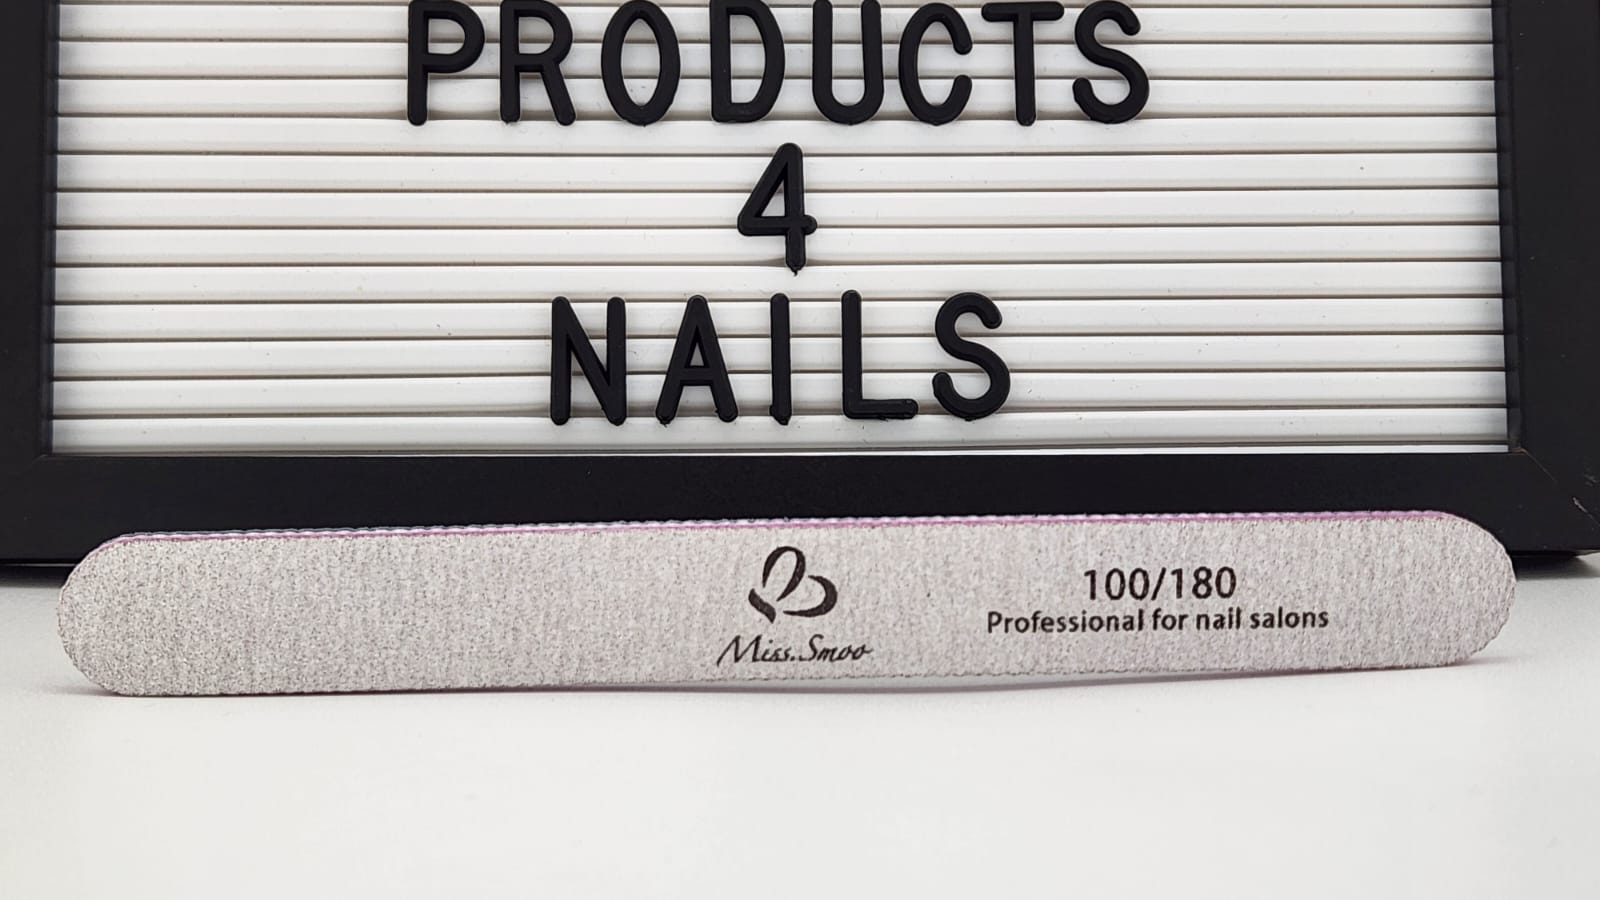 PRODUCTS
4
NAILS
Miss.Smoo
100/180
Professional for nail salons